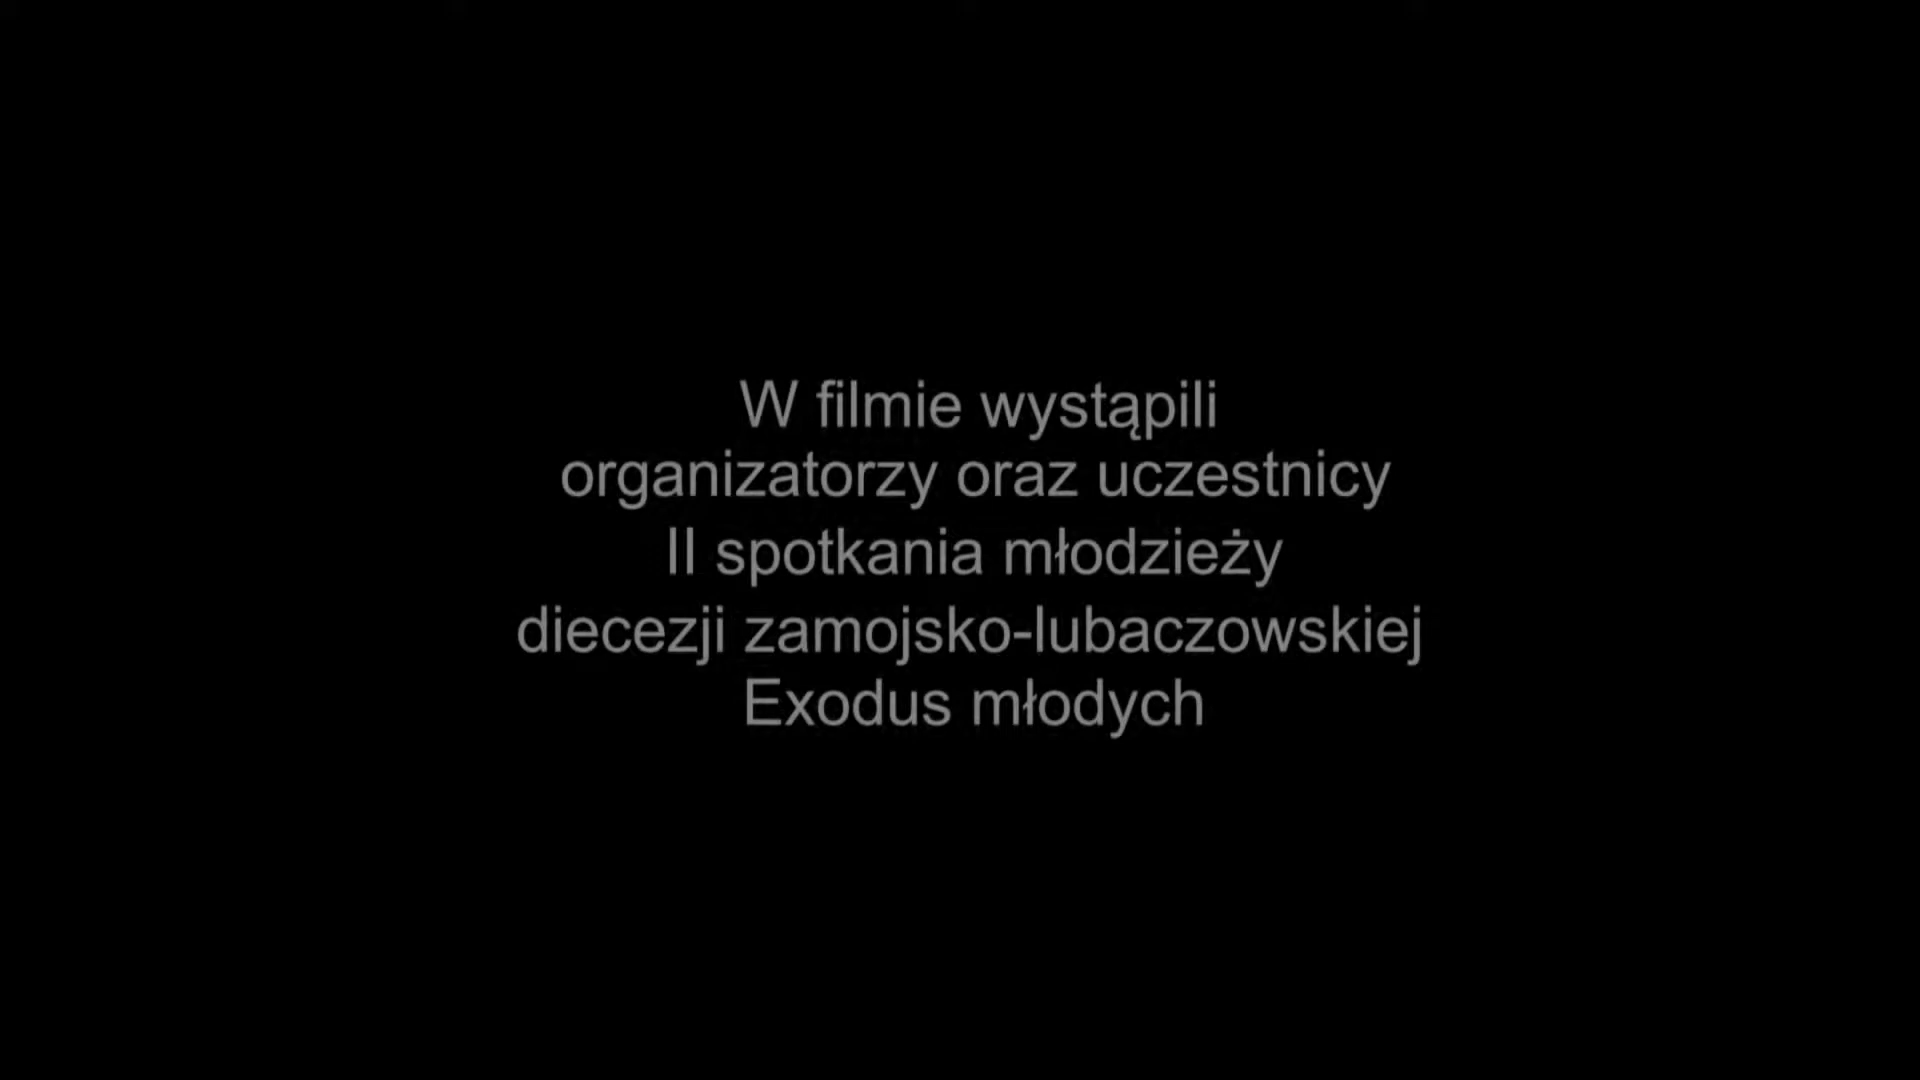 W filmie wystąpili
organizatorzy oraz uczestnicy
II spotkania młodzieży
diecezji zamojsko-lubaczowskiej
Exodus młodych